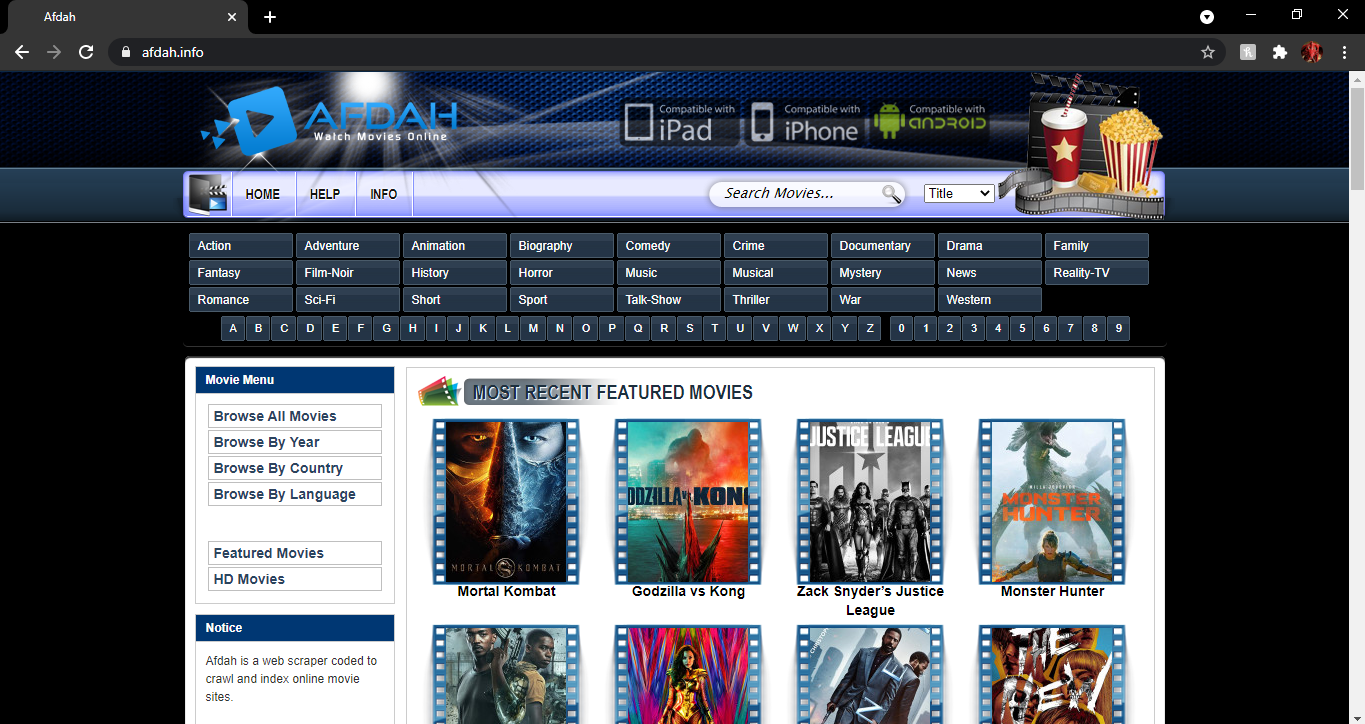 Afdah
afdah.info
AFDAH
Watch Movies Online
Compatible with
iPad
Compatible with
iPhone
Compatible with
ANDROID
HOME HELP INFO Search Movies... Title
Action Adventure Animation Biography Comedy Crime Documentary Drama Family
Fantasy Film-Noir History Horror Music Musical Mystery News Reality-TV
Romance Sci-Fi Short Sport Talk-Show Thriller War Western
A B C D E F G H I J K L M N O P Q R S T U V W X Y Z 0 1 2 3 4 5 6 7 8 9
Movie Menu
Browse All Movies
Browse By Year
Browse By Country
Browse By Language
Featured Movies
HD Movies
Notice
Afdah is a web scraper coded to
crawl and index online movie
sites.
MOST RECENT FEATURED MOVIES
MORTAL KOMBAT
ODZILLA vs KONG
JUSTICE LEAGU
MILLA JOVOVICH
MONSTER
HUNTER
Mortal Kombat
Godzilla vs Kong
Zack Snyder’s Justice
League
Monster Hunter
THE
NEW